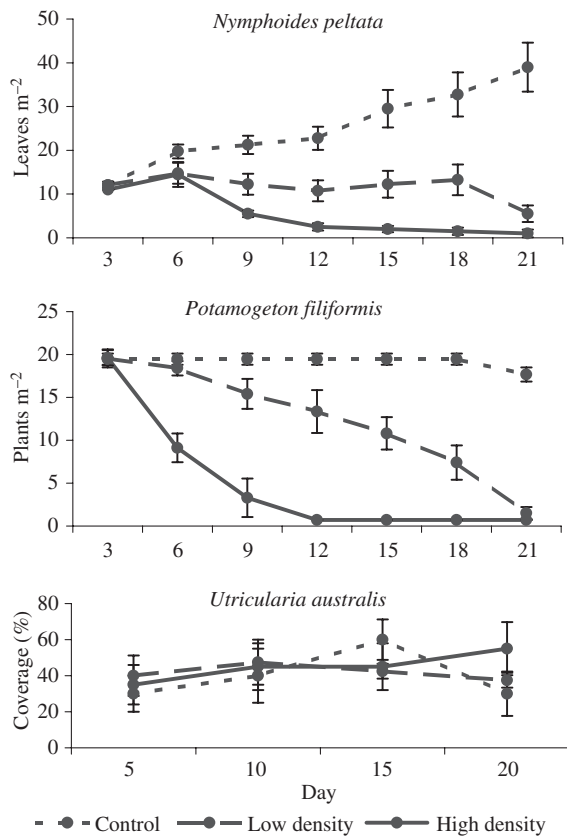 Nymphoides peltata
Leaves m⁻²
50
40
30
20
10
0
3 6 9 12 15 18 21
Potamogeton filiformis
Plants m⁻²
25
20
15
10
5
0
3 6 9 12 15 18 21
Utricularia australis
Coverage (%)
80
60
40
20
0
5 10 15 20
Day
Control Low density High density